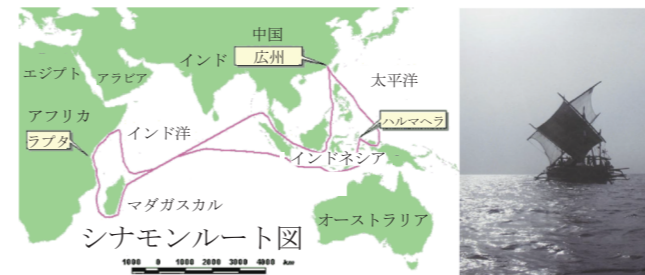 中国
広州
インド
エジプト
アラビア
太平洋
アフリカ
ハルマヘラ
ラプタ
インド洋
インドネシア
マダガスカル
オーストラリア
シナモンルート図
1000 0 1000 2000 3000 4000 km